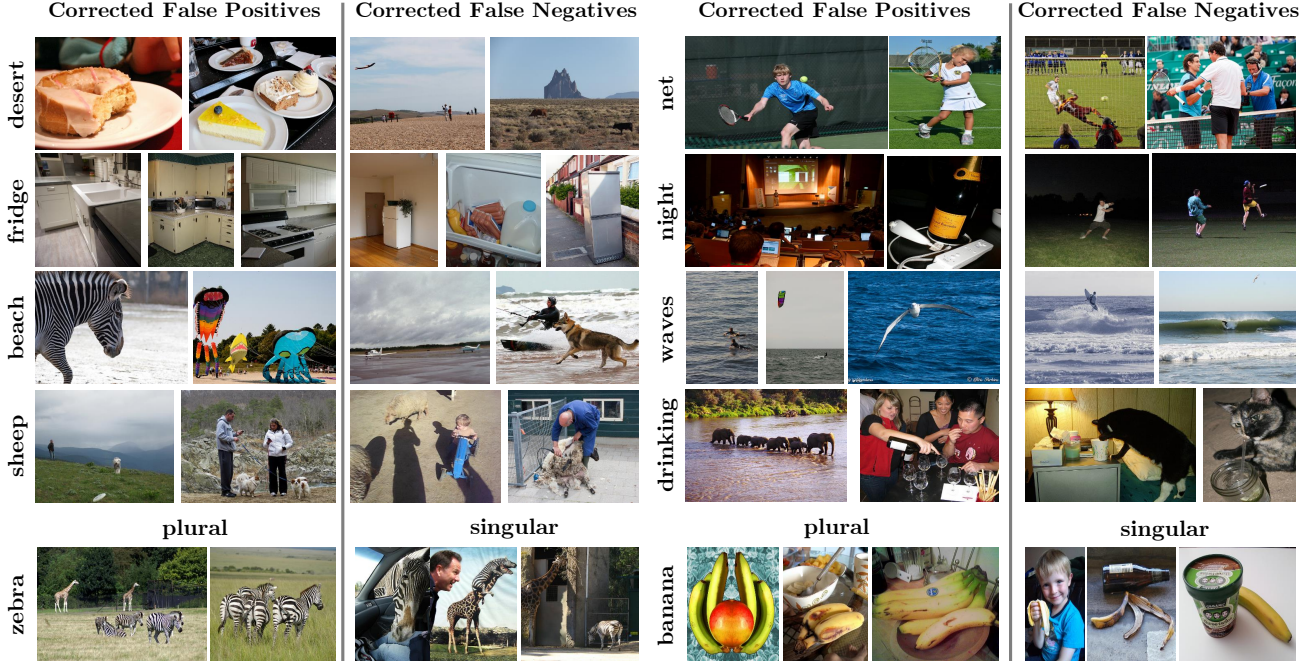 Corrected False Positives
Corrected False Negatives
Corrected False Positives
Corrected False Negatives
desert
net
fridge
night
beach
waves
sheep
drinking
plural
singular
plural
singular
zebra
banana